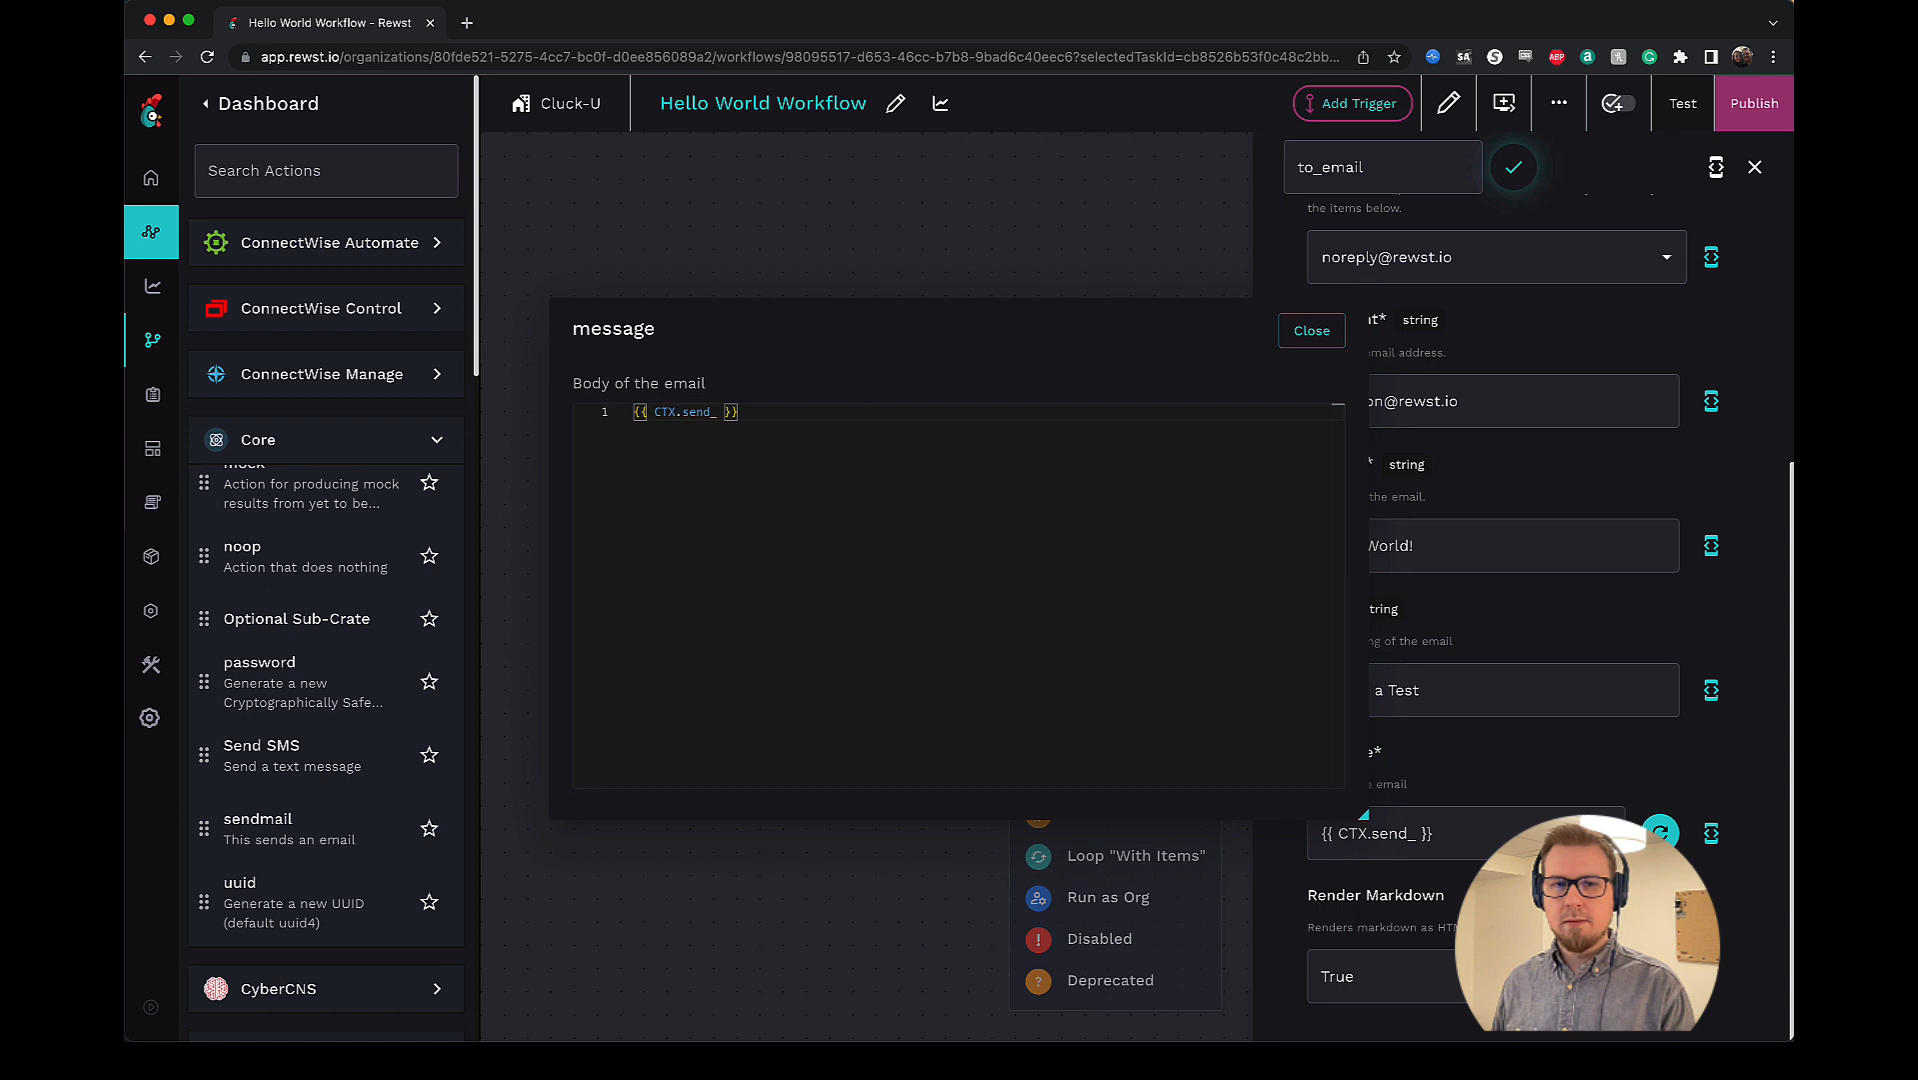 Hello World Workflow - Rewst
app.rewst.io/organizations/80fde521-5275-4cc7-bc0f-d0ee856089a2/workflows/98095517-d653-46cc-b7b8-9bad6c40eec6?selectedTaskId=cb8526b53f0c48c2bb...
Dashboard
Cluck-U
Hello World Workflow
Add Trigger
Test
Publish
Search Actions
ConnectWise Automate
ConnectWise Control
ConnectWise Manage
Core
mock
Action for producing mock
results from yet to be...
noop
Action that does nothing
Optional Sub-Crate
password
Generate a new
Cryptographically Safe...
Send SMS
Send a text message
sendmail
This sends an email
uuid
Generate a new UUID
(default uuid4)
CyberCNS
message
Close
Body of the email
1 {{ CTX.send_ }}
Loop "With Items"
Run as Org
Disabled
Deprecated
to_email
the items below.
noreply@rewst.io
nt* string
email address.
on@rewst.io
* string
the email.
World!
tring
ng of the email
a Test
e*
email
{{ CTX.send_ }}
Render Markdown
Renders markdown as HTM
True